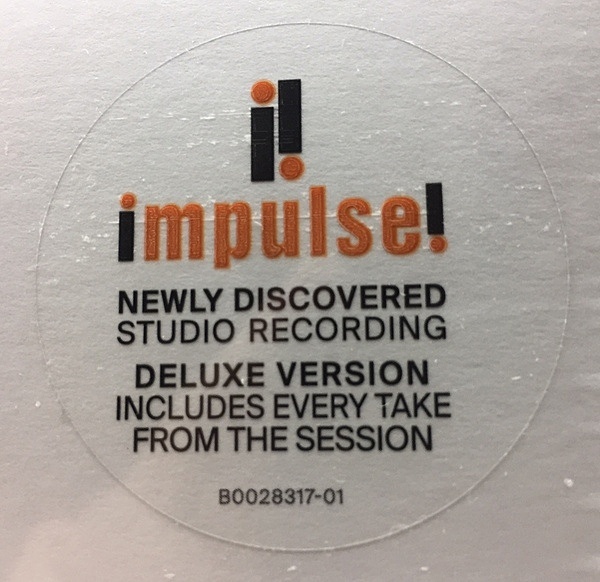 i!
impulse!
NEWLY DISCOVERED
STUDIO RECORDING
DELUXE VERSION
INCLUDES EVERY TAKE
FROM THE SESSION
B0028317-01